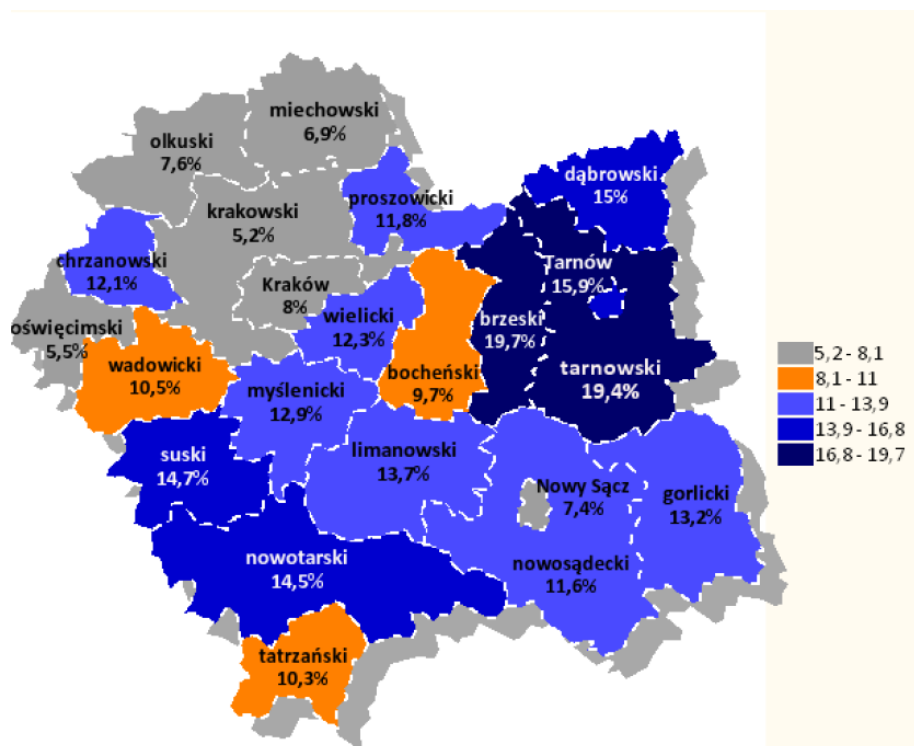 miechowski
6,9%
olkuski
7,6%
dąbrowski
15%
proszowicki
11,8%
krakowski
5,2%
chrzanowski
12,1%
Tarnów
15,9%
Kraków
8%
wielicki
12,3%
brzeski
19,7%
oświęcimski
5,5%
wadowicki
10,5%
bocheński
9,7%
tarnowski
19,4%
myślenicki
12,9%
limanowski
13,7%
suski
14,7%
Nowy Sącz
7,4%
gorlicki
13,2%
nowotarski
14,5%
nowosądecki
11,6%
tatrzański
10,3%
5,2 - 8,1
8,1 - 11
11 - 13,9
13,9 - 16,8
16,8 - 19,7